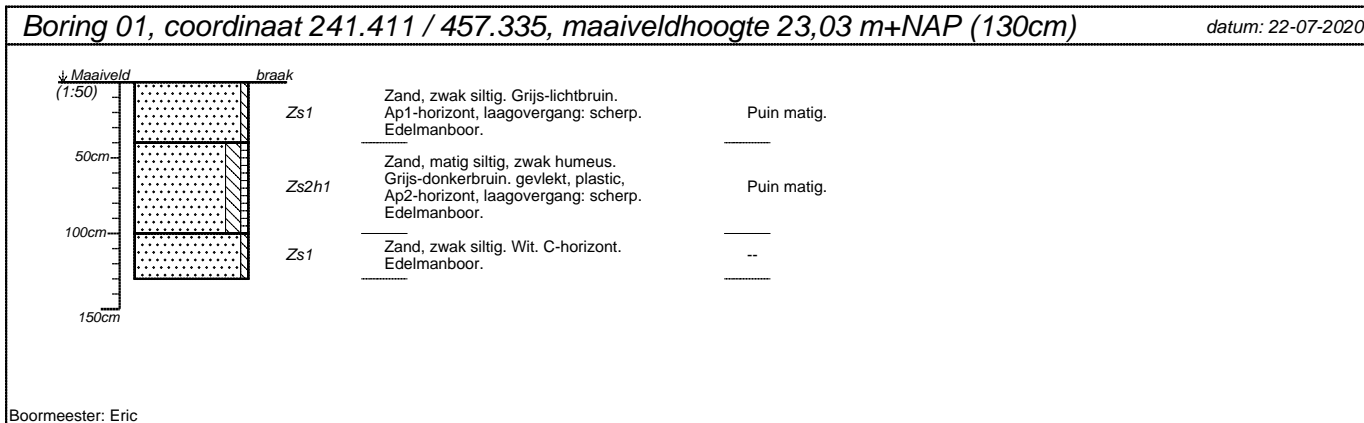 Boring 01, coordinaat 241.411 / 457.335, maaiveldhoogte 23,03 m+NAP (130cm)
datum: 22-07-2020
Maaiveld
braak
(1:50)
Zs1
Zand, zwak siltig. Grijs-lichtbruin.
Ap1-horizont, laagovergang: scherp.
Edelmanboor.
Puin matig.
50cm
Zs2h1
Zand, matig siltig, zwak humeus.
Grijs-donkerbruin. gevlekt, plastic,
Ap2-horizont, laagovergang: scherp.
Edelmanboor.
Puin matig.
100cm
Zs1
Zand, zwak siltig. Wit. C-horizont.
Edelmanboor.
--
150cm
Boormeester: Eric